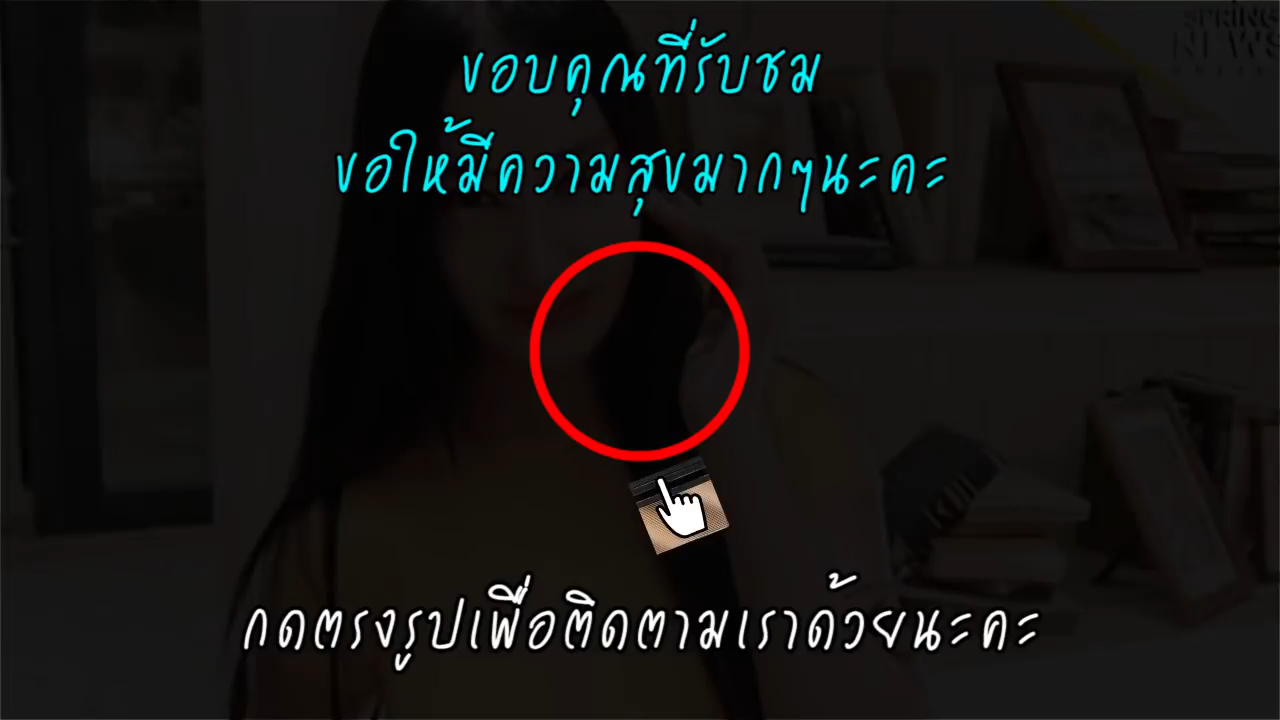 SPRING
NEWS
ขอบคุณที่รับชม
ขอให้มีความสุขมากๆนะคะ
กดตรงรูปเพื่อติดตามเราด้วยนะคะ